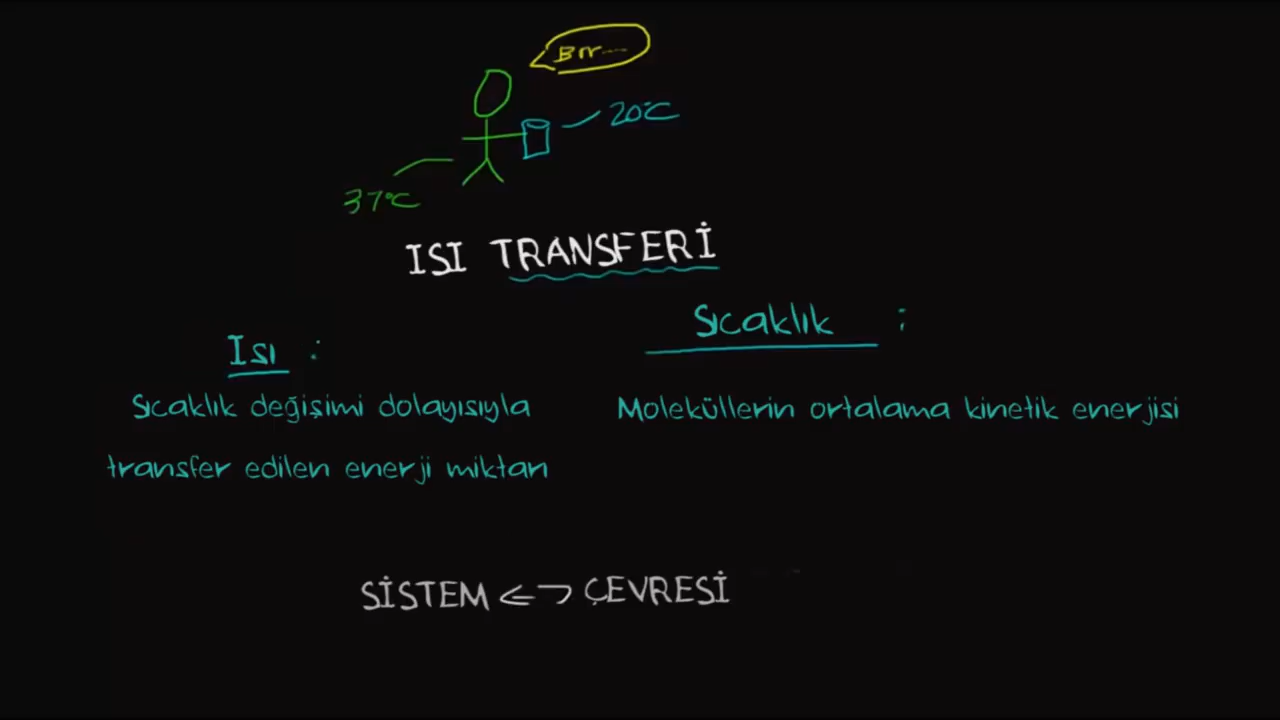 Brr...
20°C
37°C
ISI TRANSFERİ
Sıcaklık :
Isı :
Sıcaklık değişimi dolayısıyla
transfer edilen enerji miktarı
Moleküllerin ortalama kinetik enerjisi
SİSTEM <=> ÇEVRESİ